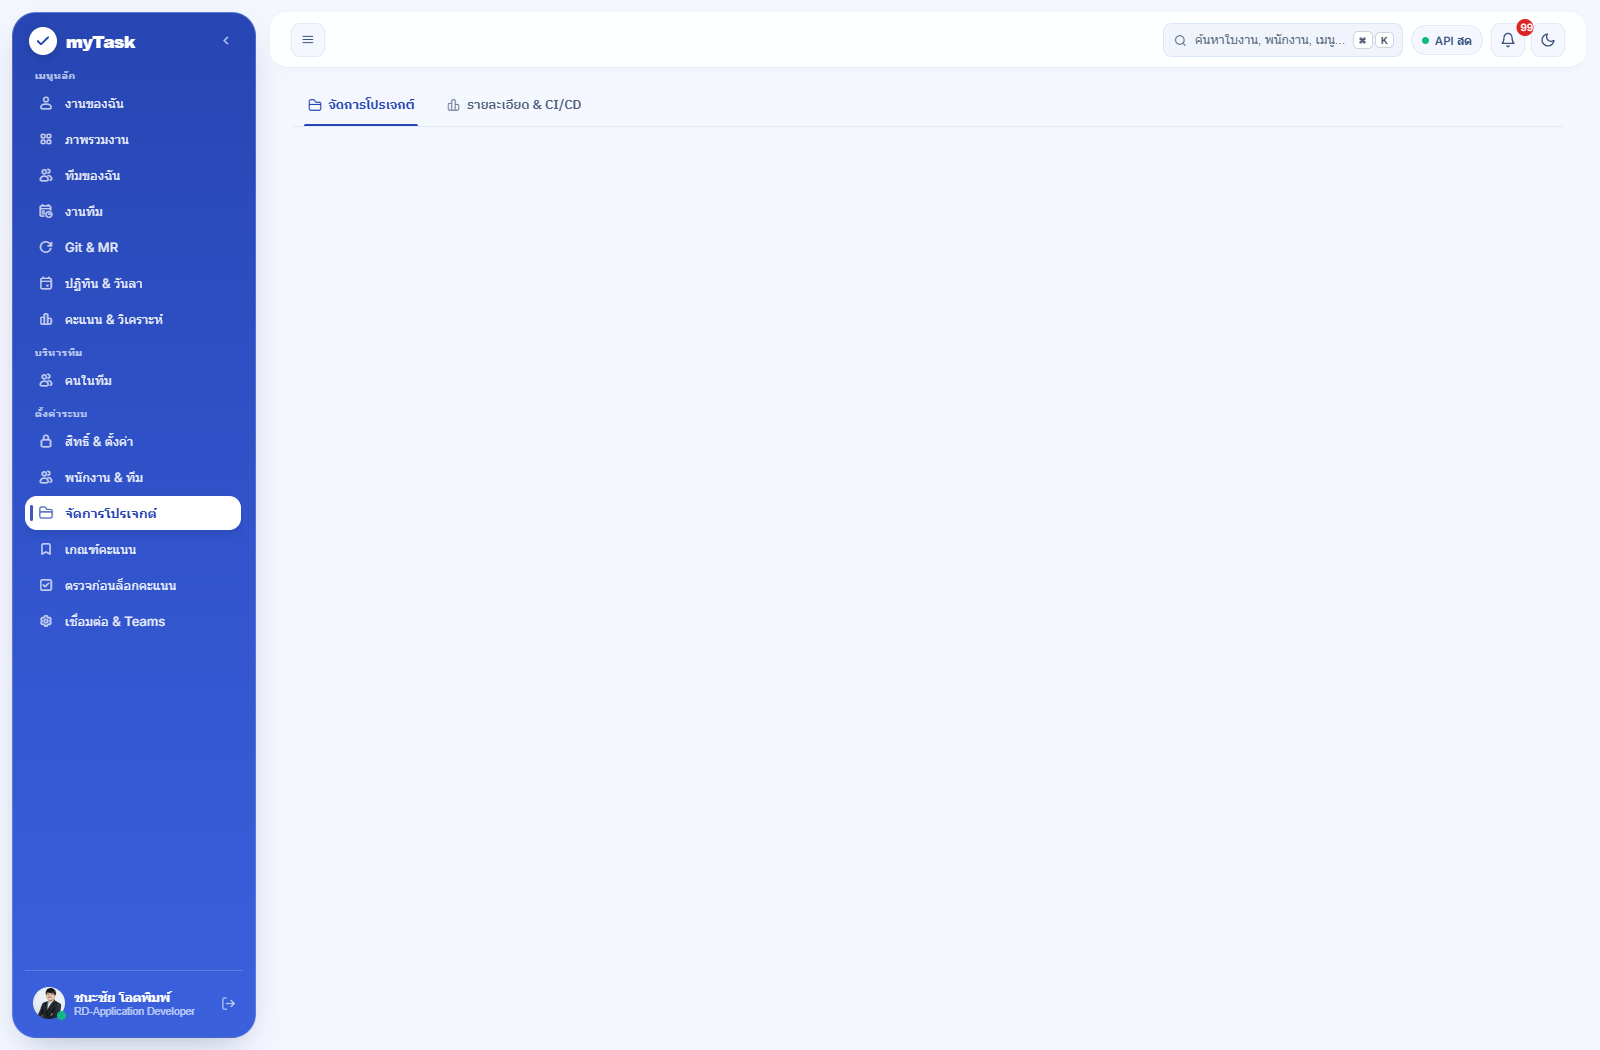 myTask
เมนูหลัก
งานของฉัน
ภาพรวมงาน
ทีมของฉัน
งานทีม
Git & MR
ปฏิทิน & วันลา
คะแนน & วิเคราะห์
บริหารทีม
คนในทีม
ตั้งค่าระบบ
สิทธิ์ & ตั้งค่า
พนักงาน & ทีม
จัดการโปรเจกต์
เกณฑ์คะแนน
ตรวจก่อนล็อกคะแนน
เชื่อมต่อ & Teams
ชนะชัย โอดพิมพ์
RD-Application Developer
ค้นหาใบงาน, พนักงาน, เมนู... ⌘ K
API สด
99
จัดการโปรเจกต์
รายละเอียด & CI/CD